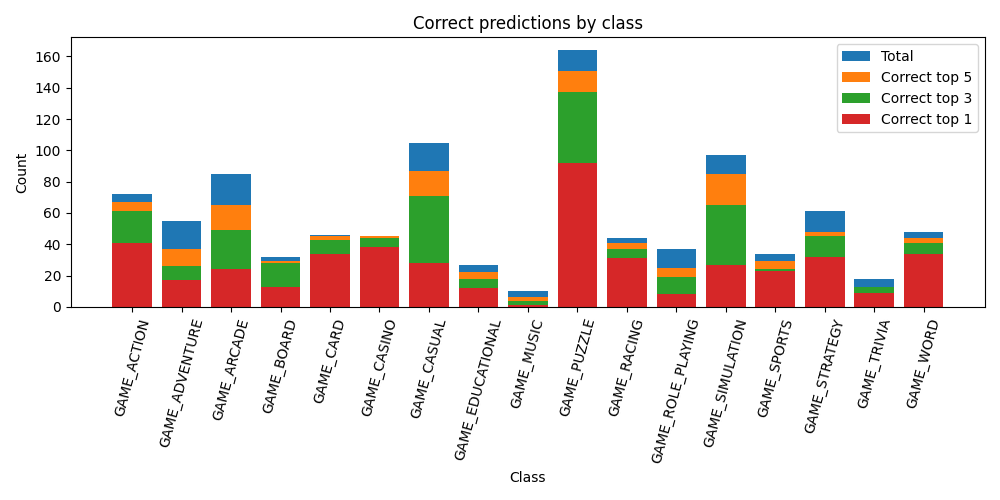 Correct predictions by class
Total
Correct top 5
Correct top 3
Correct top 1
Count
160
140
120
100
80
60
40
20
0
GAME_ACTION
GAME_ADVENTURE
GAME_ARCADE
GAME_BOARD
GAME_CARD
GAME_CASINO
GAME_CASUAL
GAME_EDUCATIONAL
GAME_MUSIC
GAME_PUZZLE
GAME_RACING
GAME_ROLE_PLAYING
GAME_SIMULATION
GAME_SPORTS
GAME_STRATEGY
GAME_TRIVIA
GAME_WORD
Class